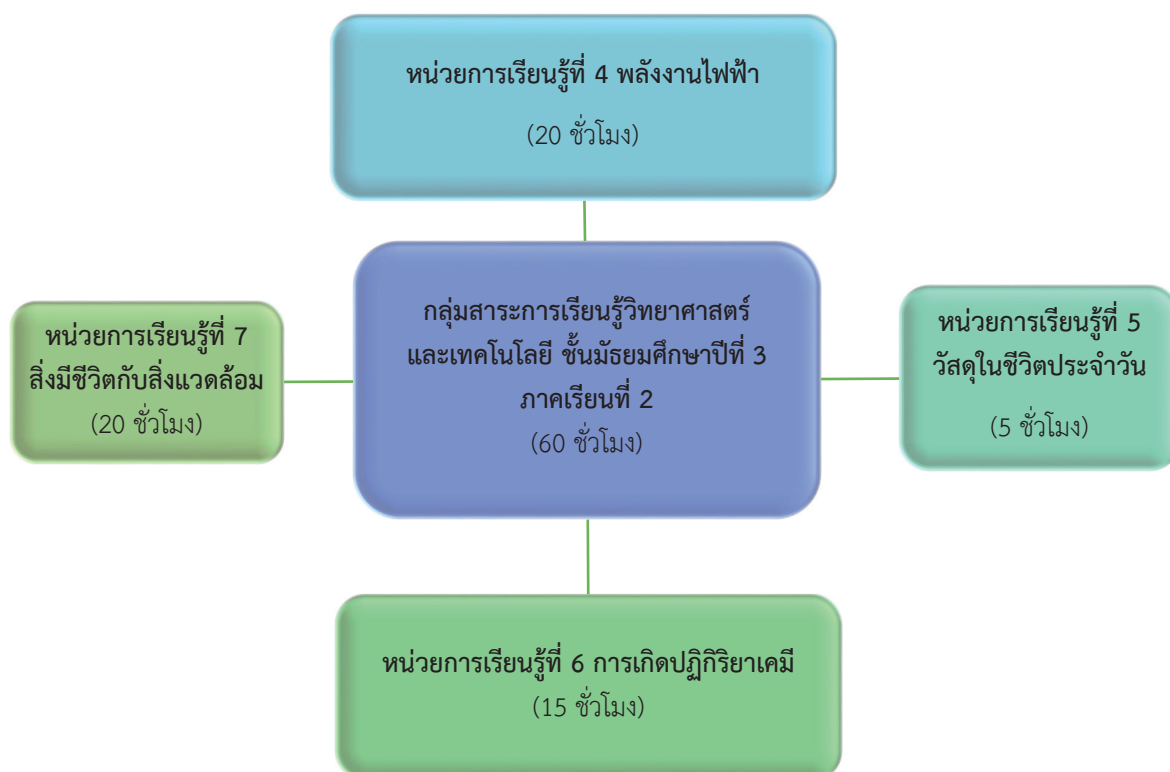 หน่วยการเรียนรู้ที่ 4 พลังงานไฟฟ้า
(20 ชั่วโมง)
กลุ่มสาระการเรียนรู้วิทยาศาสตร์
และเทคโนโลยี ชั้นมัธยมศึกษาปีที่ 3
ภาคเรียนที่ 2
(60 ชั่วโมง)
หน่วยการเรียนรู้ที่ 7
สิ่งมีชีวิตกับสิ่งแวดล้อม
(20 ชั่วโมง)
หน่วยการเรียนรู้ที่ 5
วัสดุในชีวิตประจำวัน
(5 ชั่วโมง)
หน่วยการเรียนรู้ที่ 6 การเกิดปฏิกิริยาเคมี
(15 ชั่วโมง)